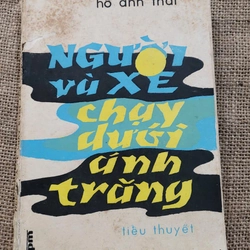 hồ anh thái
NGƯỜI
và XE
chạy
dưới
ánh
trăng
tiểu thuyết